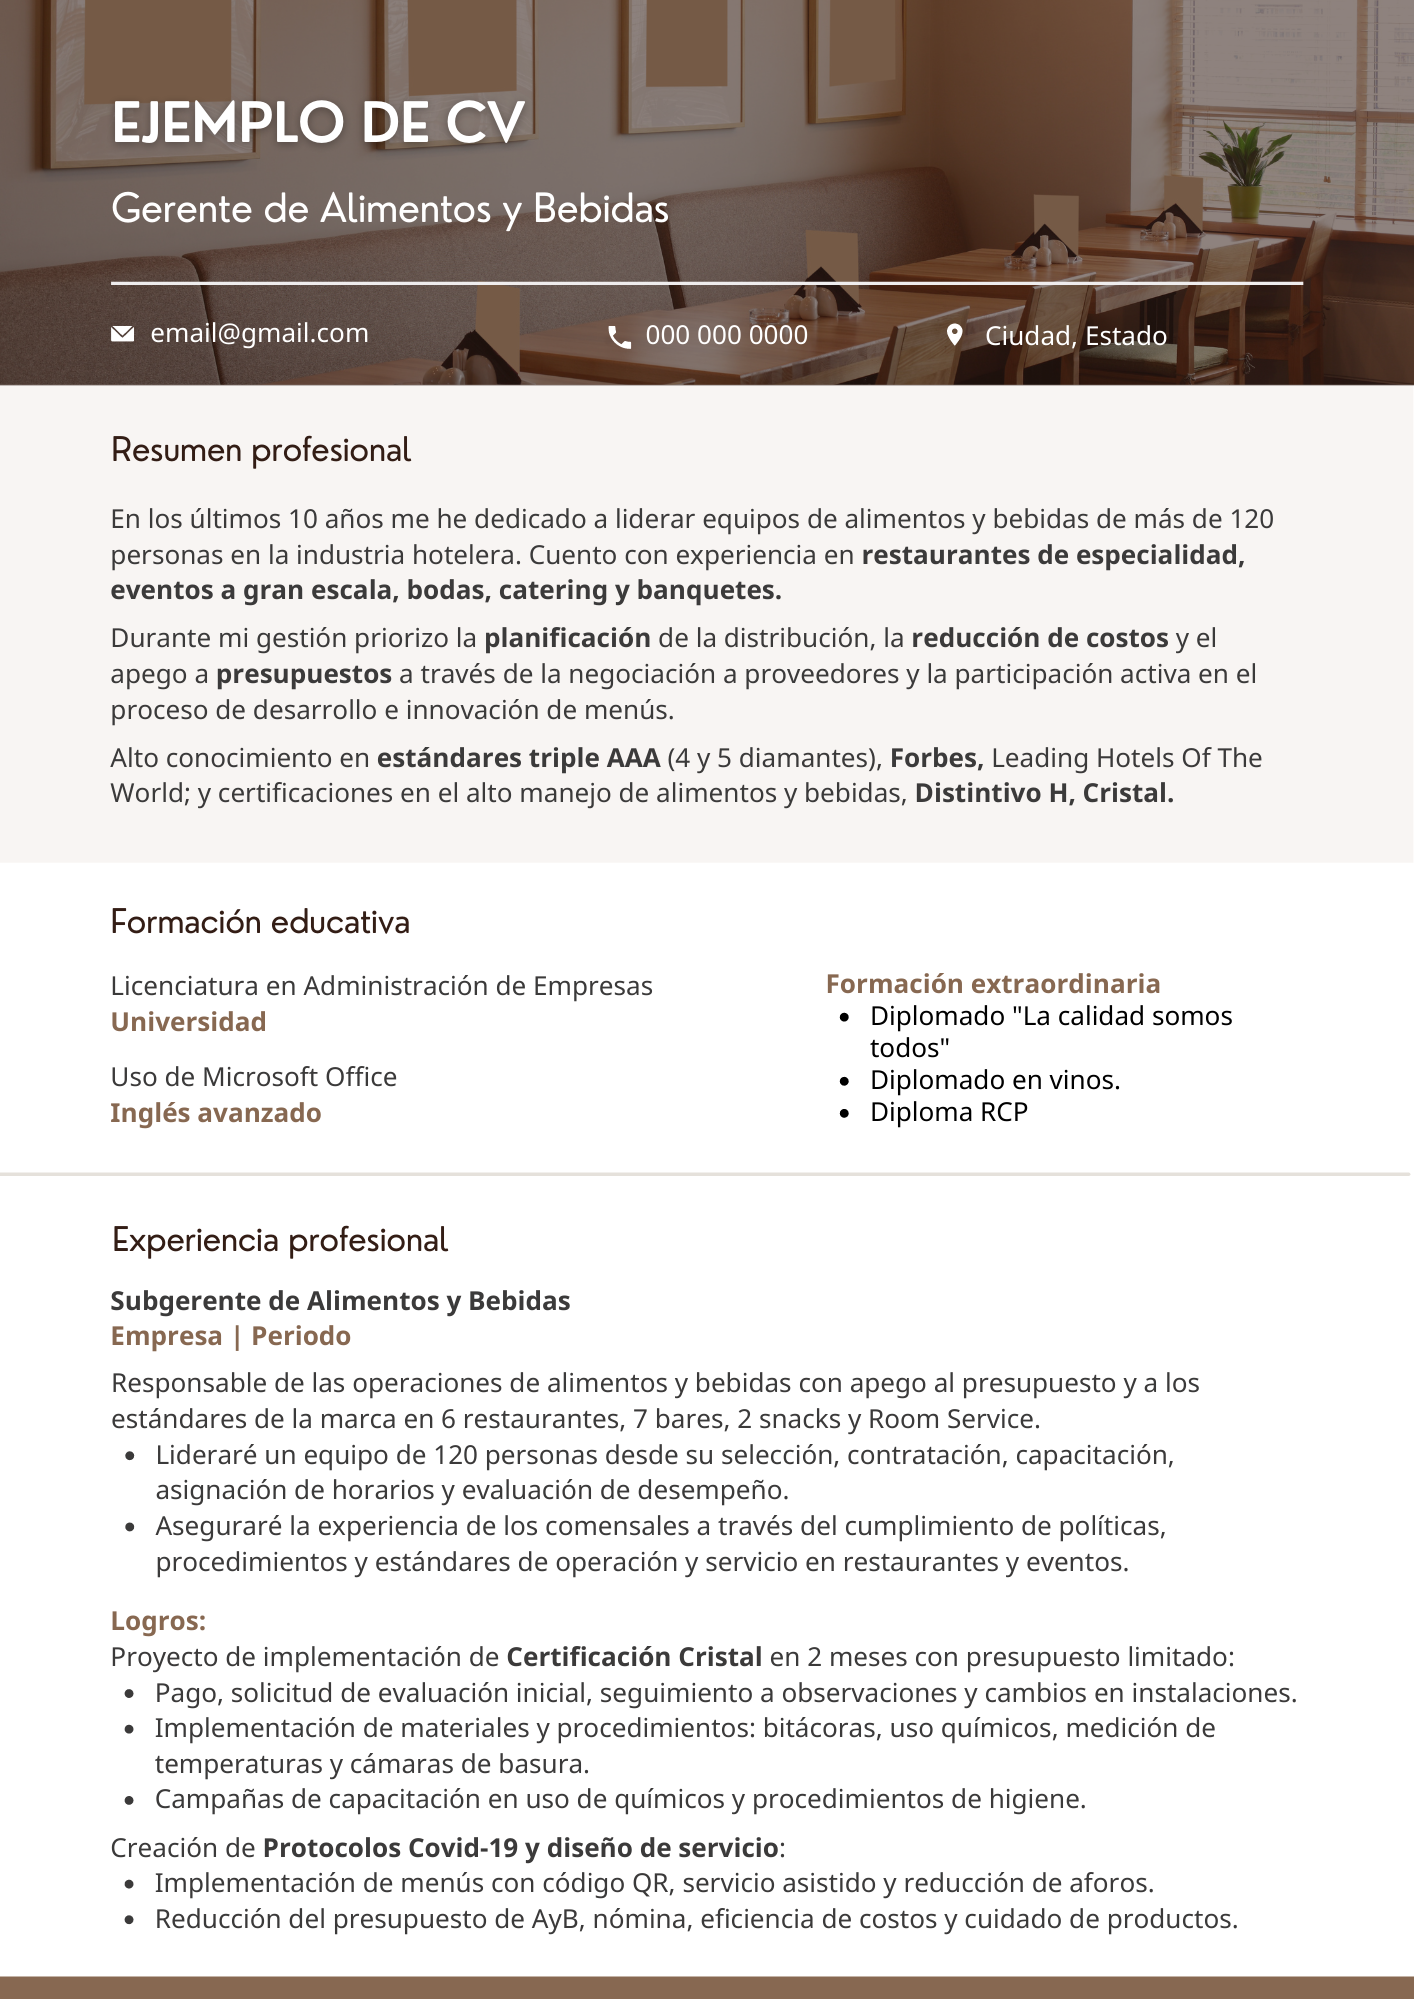 EJEMPLO DE CV
Gerente de Alimentos y Bebidas
email@gmail.com
000 000 0000
Ciudad, Estado
Resumen profesional
En los últimos 10 años me he dedicado a liderar equipos de alimentos y bebidas de más de 120
personas en la industria hotelera. Cuento con experiencia en restaurantes de especialidad,
eventos a gran escala, bodas, catering y banquetes.
Durante mi gestión priorizo la planificación de la distribución, la reducción de costos y el
apego a presupuestos a través de la negociación a proveedores y la participación activa en el
proceso de desarrollo e innovación de menús.
Alto conocimiento en estándares triple AAA (4 y 5 diamantes), Forbes, Leading Hotels Of The
World; y certificaciones en el alto manejo de alimentos y bebidas, Distintivo H, Cristal.
Formación educativa
Licenciatura en Administración de Empresas
Universidad
Uso de Microsoft Office
Inglés avanzado
Formación extraordinaria
• Diplomado "La calidad somos
todos"
• Diplomado en vinos.
• Diploma RCP
Experiencia profesional
Subgerente de Alimentos y Bebidas
Empresa | Periodo
Responsable de las operaciones de alimentos y bebidas con apego al presupuesto y a los
estándares de la marca en 6 restaurantes, 7 bares, 2 snacks y Room Service.
• Lideraré un equipo de 120 personas desde su selección, contratación, capacitación,
asignación de horarios y evaluación de desempeño.
• Aseguraré la experiencia de los comensales a través del cumplimiento de políticas,
procedimientos y estándares de operación y servicio en restaurantes y eventos.
Logros:
Proyecto de implementación de Certificación Cristal en 2 meses con presupuesto limitado:
• Pago, solicitud de evaluación inicial, seguimiento a observaciones y cambios en instalaciones.
• Implementación de materiales y procedimientos: bitácoras, uso químicos, medición de
temperaturas y cámaras de basura.
• Campañas de capacitación en uso de químicos y procedimientos de higiene.
Creación de Protocolos Covid-19 y diseño de servicio:
• Implementación de menús con código QR, servicio asistido y reducción de aforos.
• Reducción del presupuesto de AyB, nómina, eficiencia de costos y cuidado de productos.